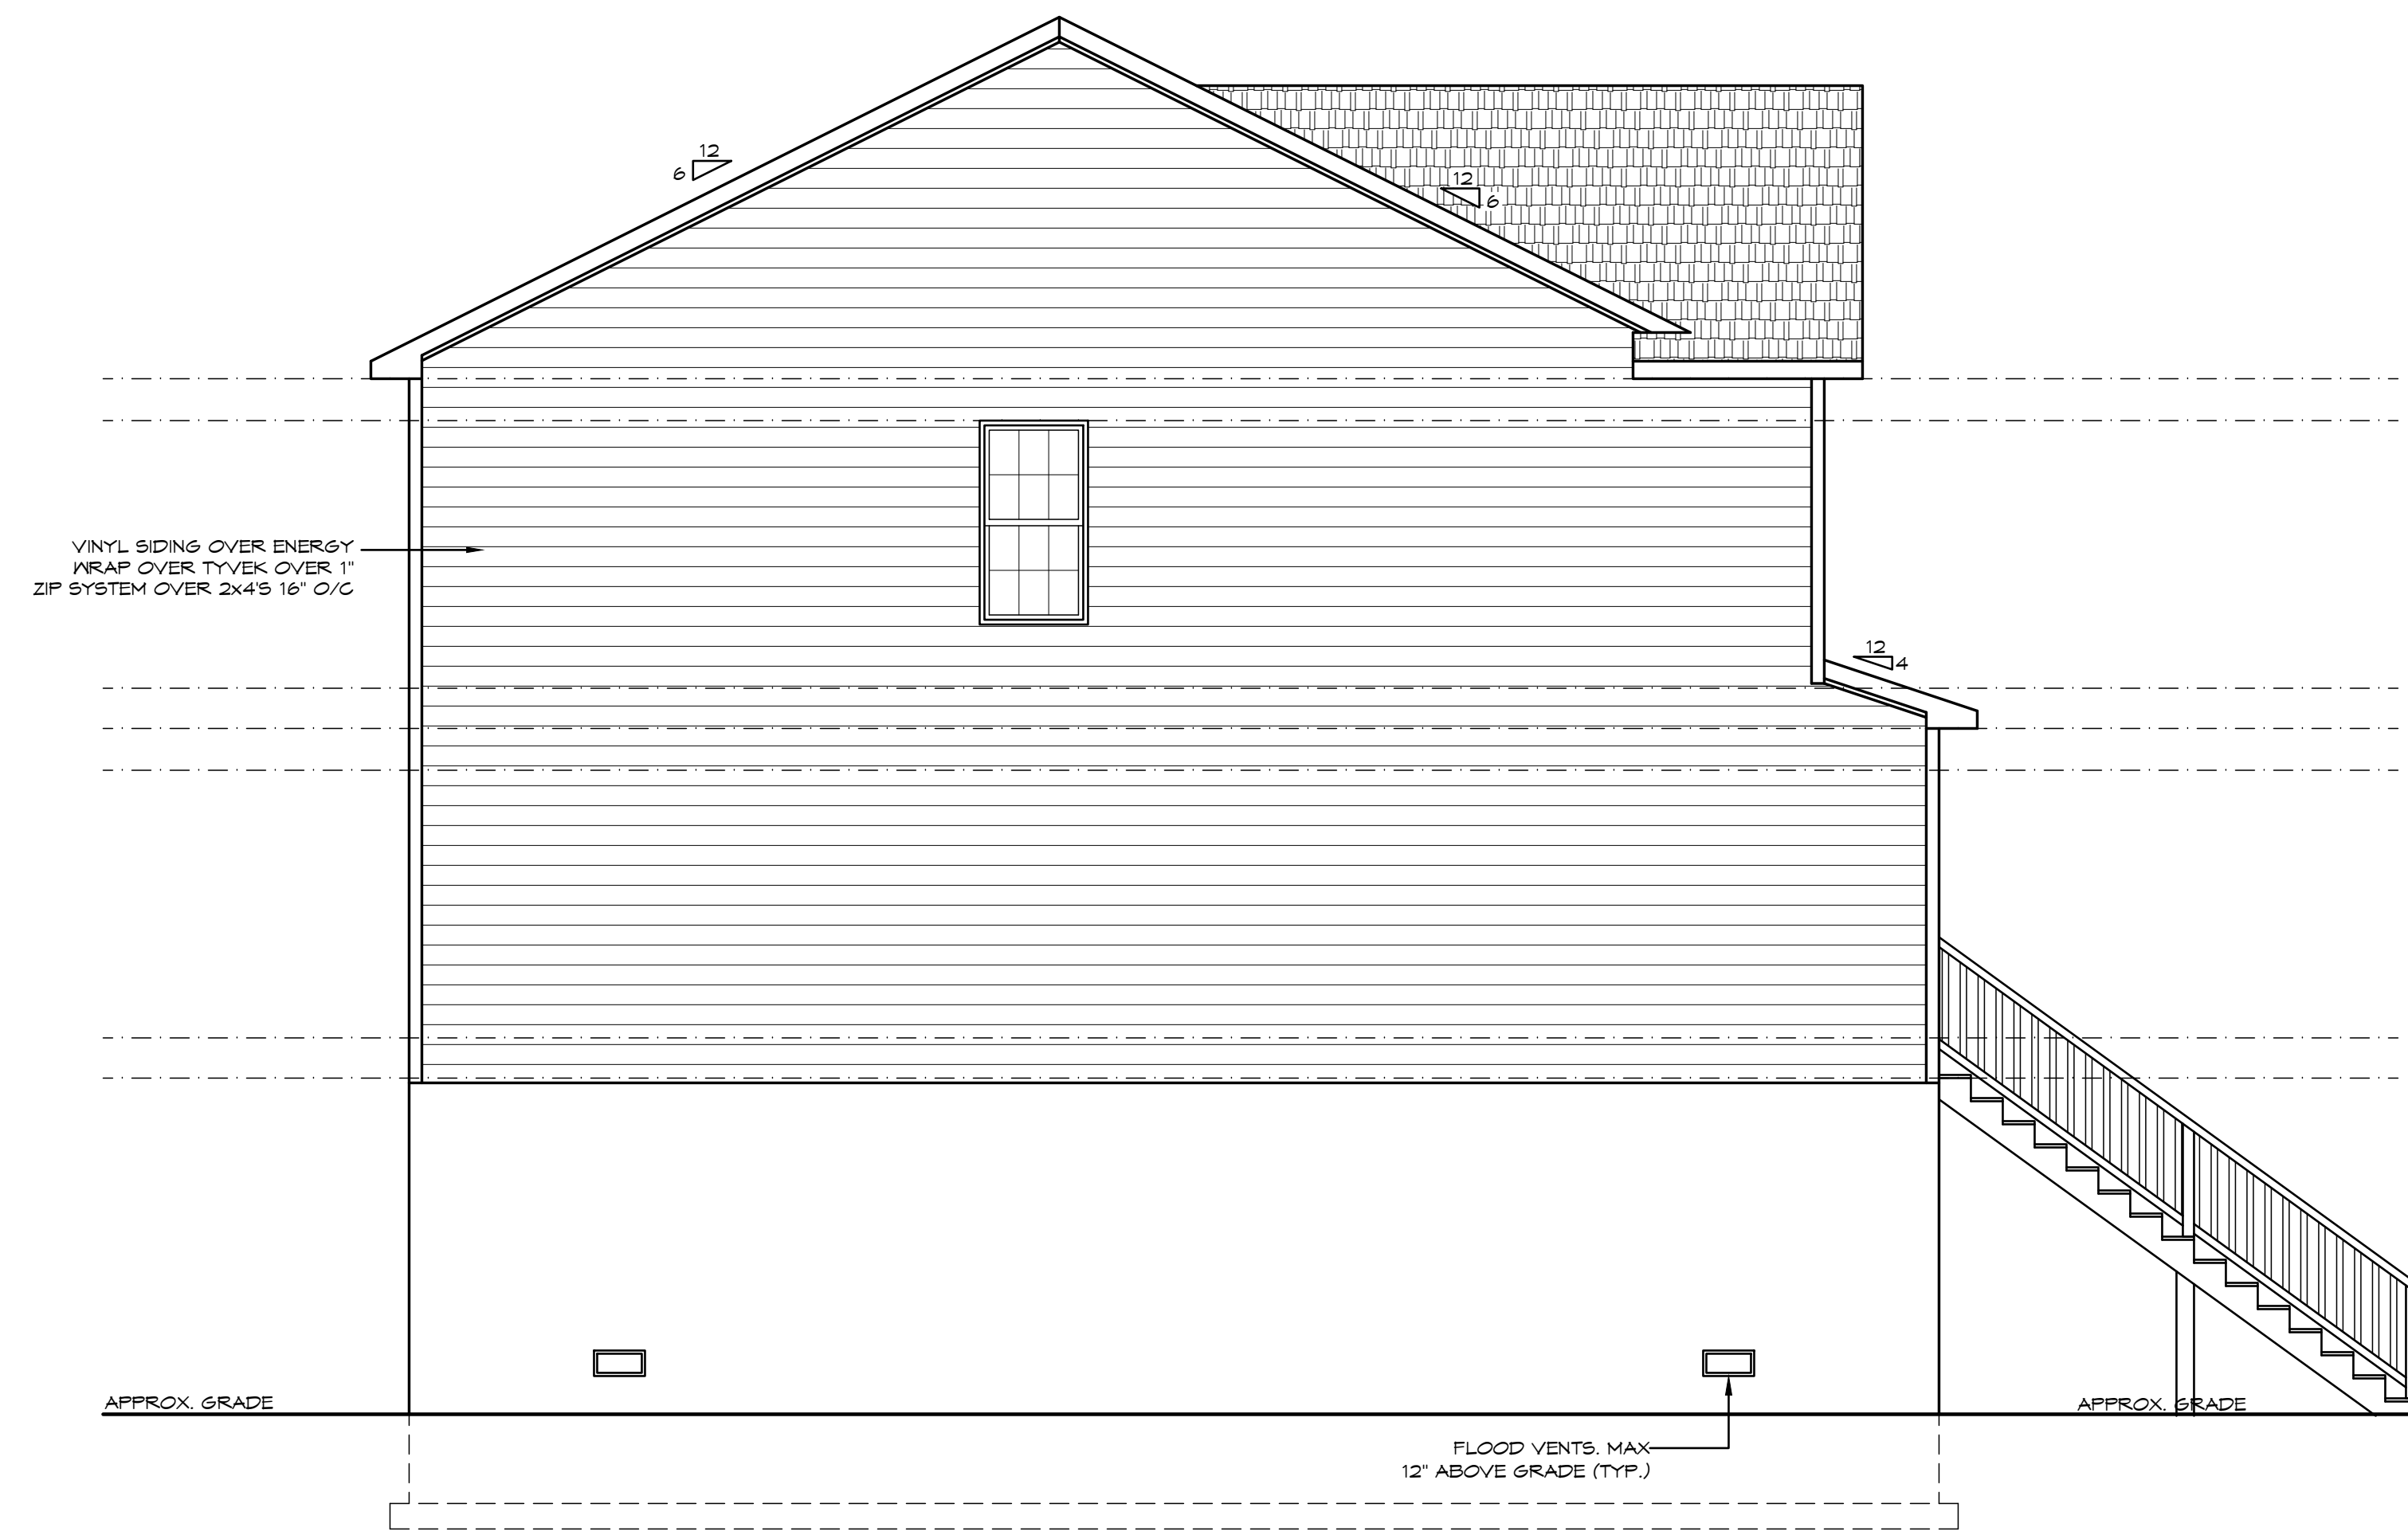 12
6
12
6
VINYL SIDING OVER ENERGY
WRAP OVER TYVEK OVER 1"
ZIP SYSTEM OVER 2x4'S 16" O/C
12
4
APPROX. GRADE
APPROX. GRADE
FLOOD VENTS. MAX
12" ABOVE GRADE (TYP.)